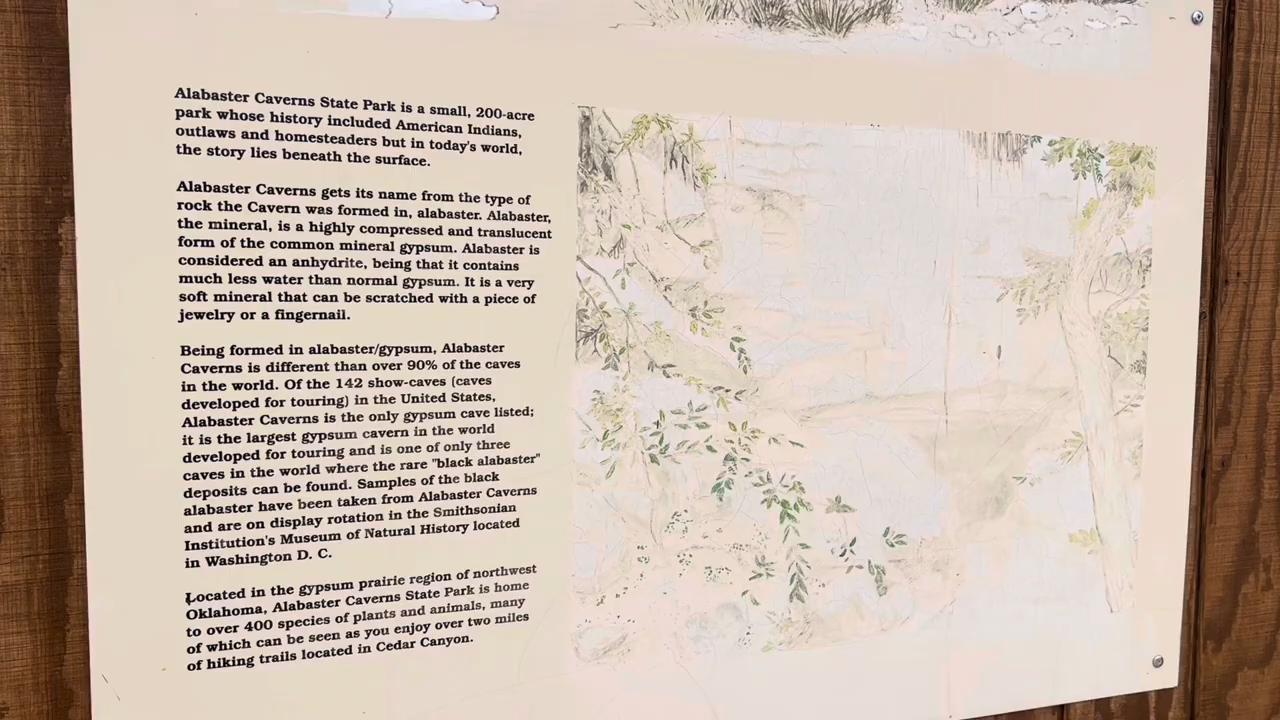 Alabaster Caverns State Park is a small, 200-acre
park whose history included American Indians,
outlaws and homesteaders but in today's world,
the story lies beneath the surface.
Alabaster Caverns gets its name from the type of
rock the Cavern was formed in, alabaster. Alabaster,
the mineral, is a highly compressed and translucent
form of the common mineral gypsum. Alabaster is
considered an anhydrite, being that it contains
much less water than normal gypsum. It is a very
soft mineral that can be scratched with a piece of
jewelry or a fingernail.
Being formed in alabaster/gypsum, Alabaster
Caverns is different than over 90% of the caves
in the world. Of the 142 show-caves (caves
developed for touring) in the United States,
Alabaster Caverns is the only gypsum cave listed;
it is the largest gypsum cavern in the world
developed for touring and is one of only three
caves in the world where the rare "black alabaster"
deposits can be found. Samples of the black
alabaster have been taken from Alabaster Caverns
and are on display rotation in the Smithsonian
Institution's Museum of Natural History located
in Washington D. C.
Located in the gypsum prairie region of northwest
Oklahoma, Alabaster Caverns State Park is home
to over 400 species of plants and animals, many
of which can be seen as you enjoy over two miles
of hiking trails located in Cedar Canyon.